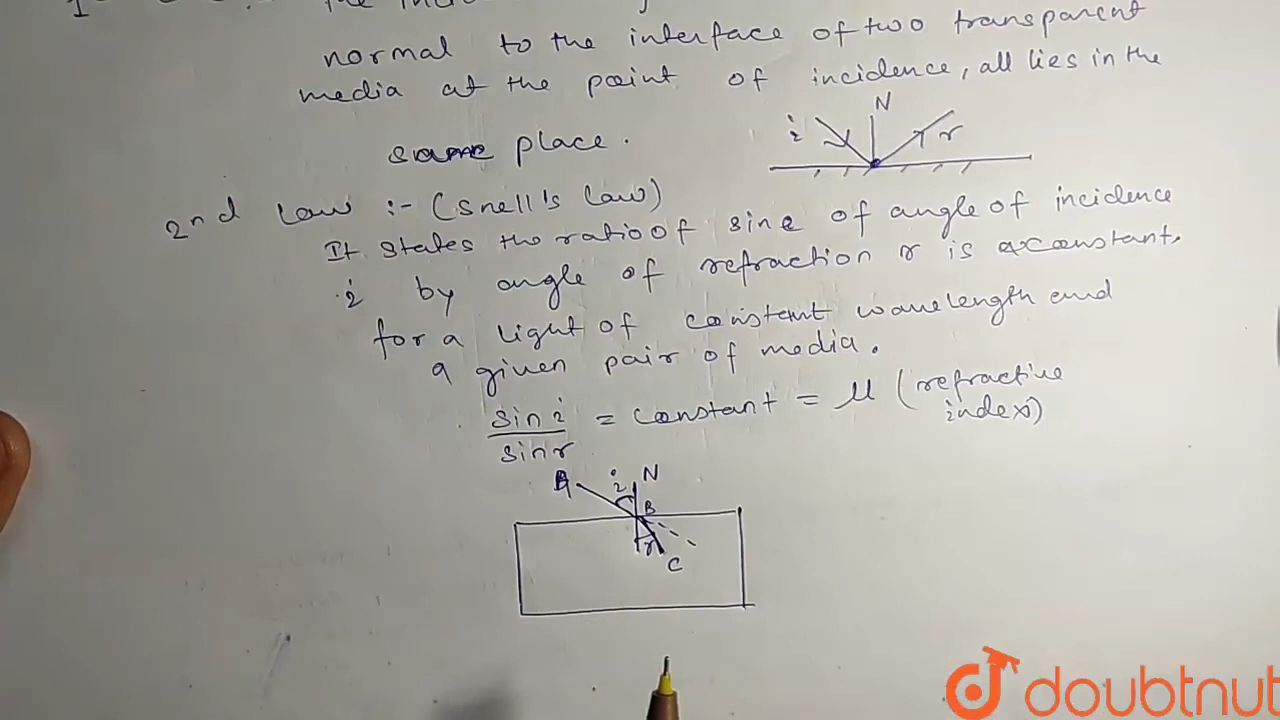 The
normal to the interface of two transparent
media at the point of incidence, all lies in the
same place.
i N r
2nd Law :- (Snell's Law)
It states the ratio of sine of angle of incidence
i by angle of refraction r is a constant,
for a light of constant wavelength and
a given pair of media.
sin i / sin r = constant = μ (refractive index)
A i N
B
r
C
doubtnut